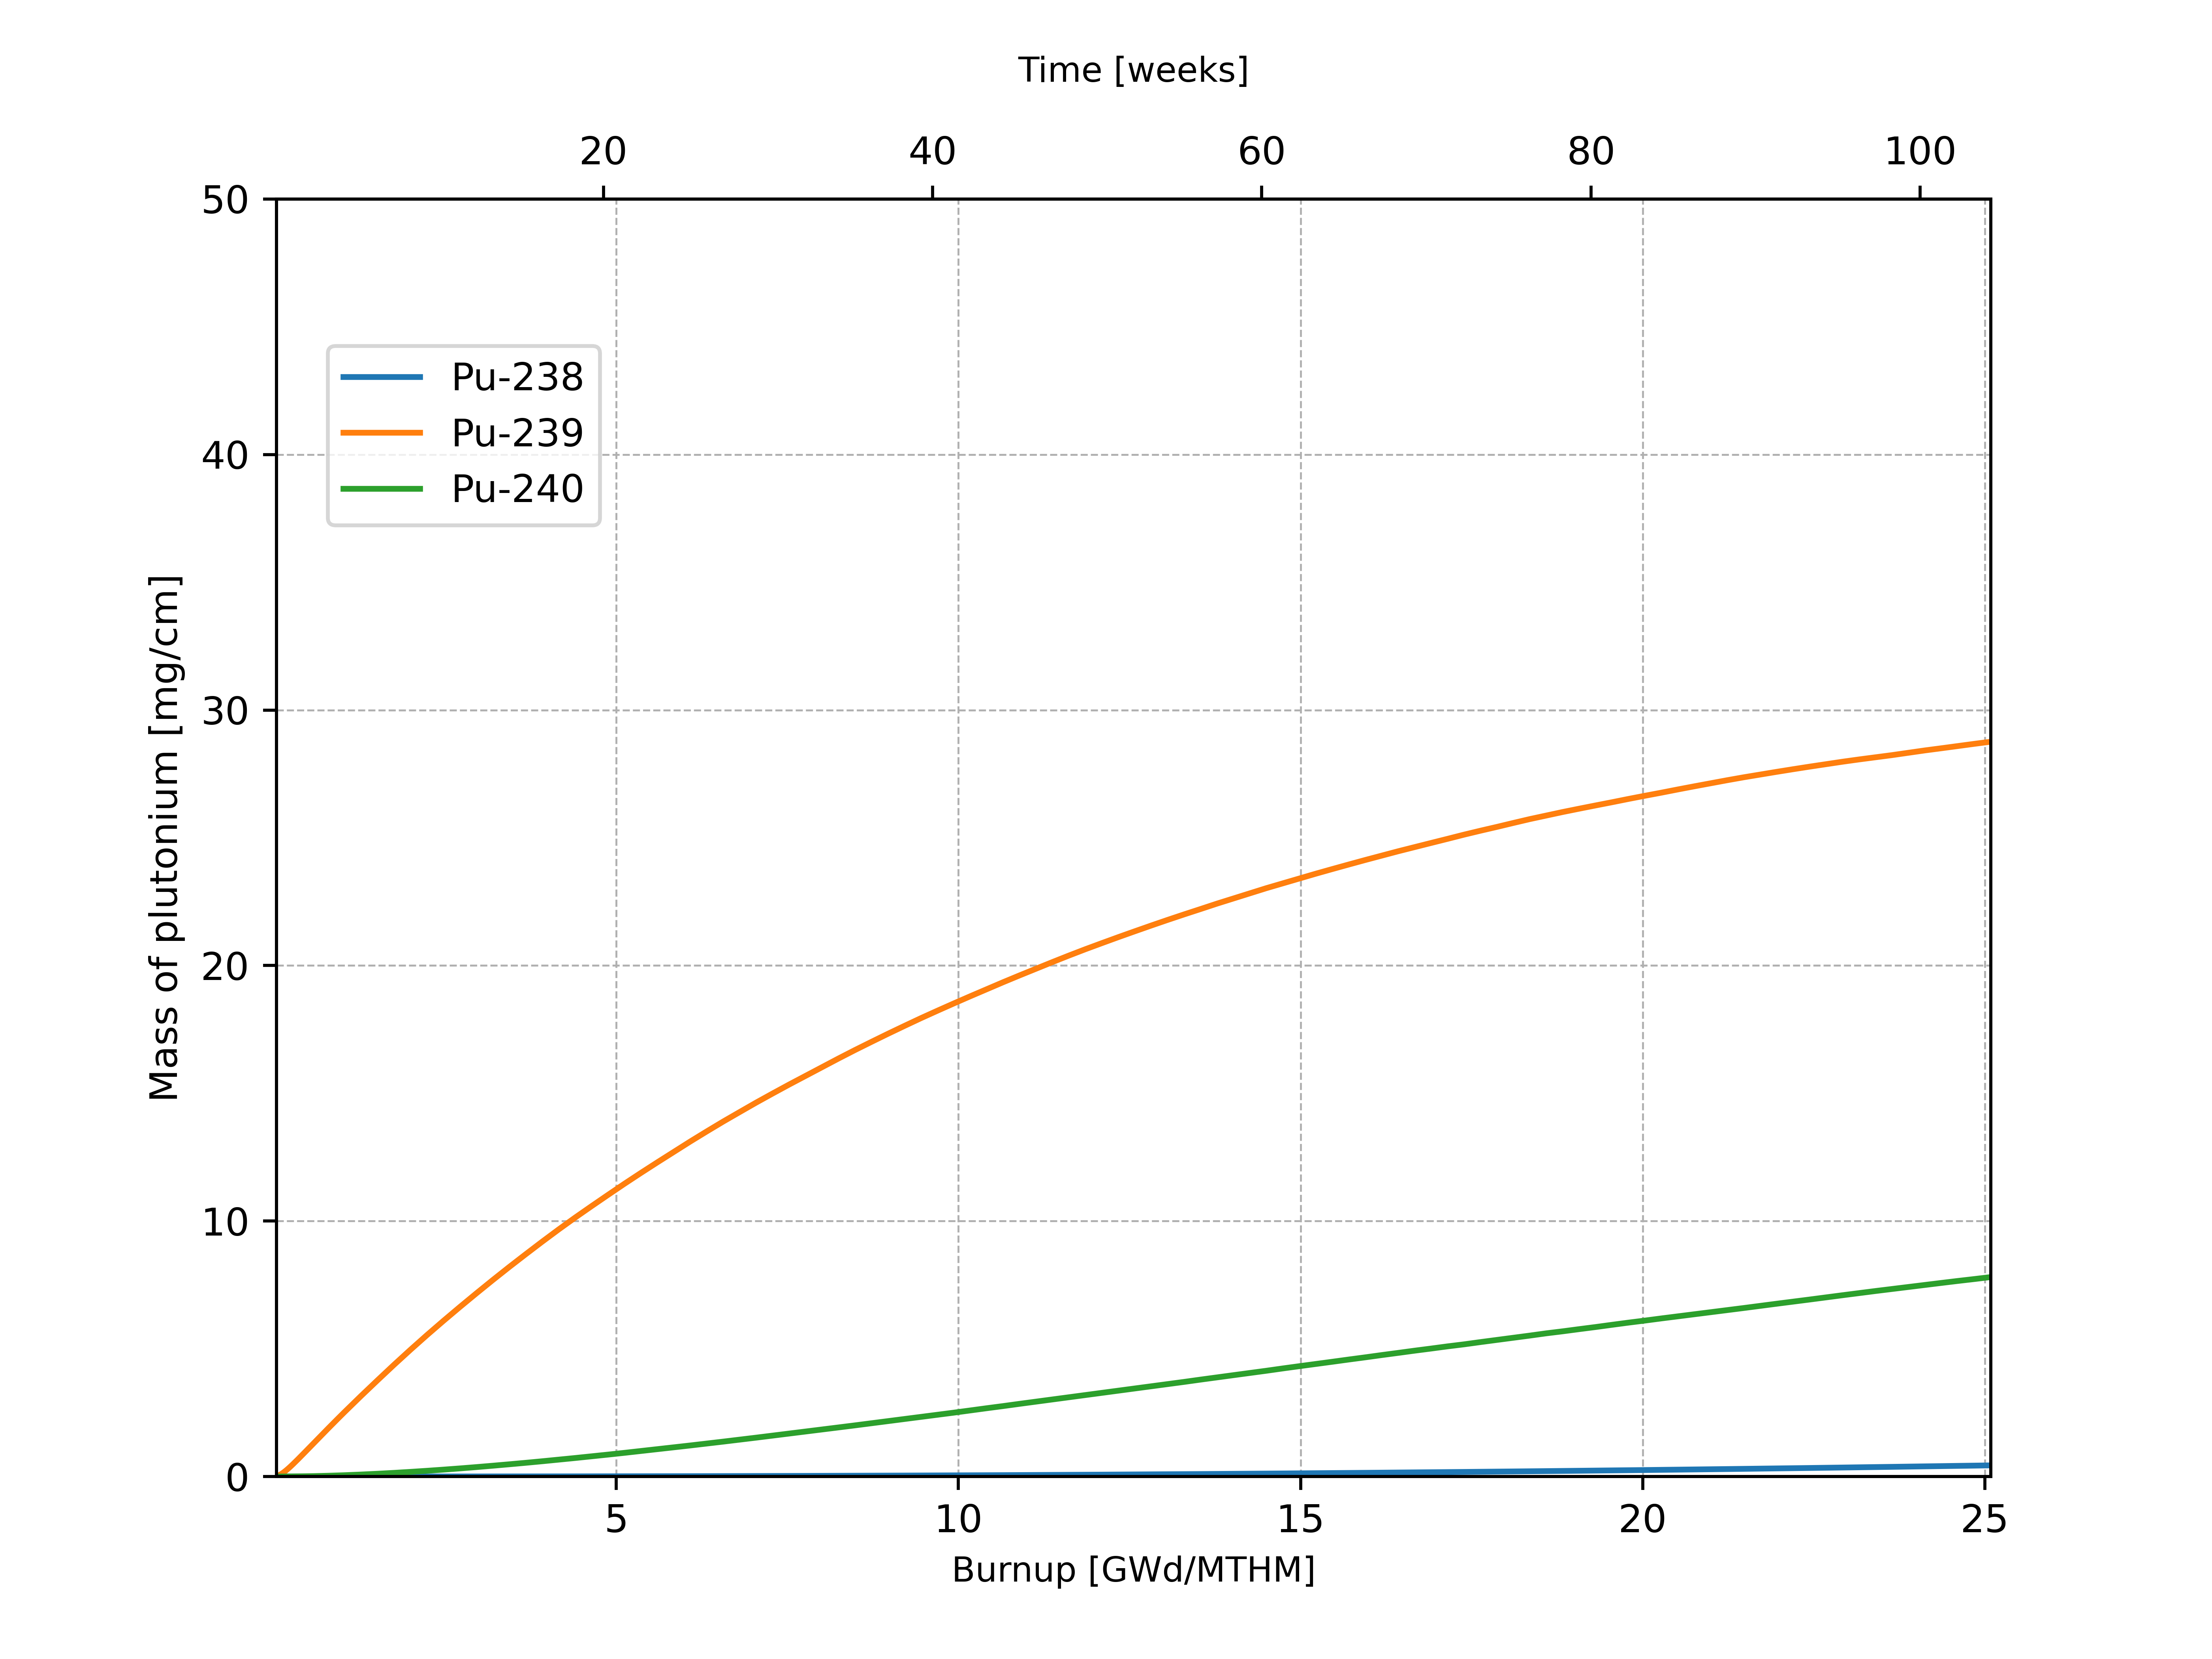 Time [weeks]
20 40 60 80 100
50
40
30
20
10
0
Mass of plutonium [mg/cm]
Pu-238
Pu-239
Pu-240
5 10 15 20 25
Burnup [GWd/MTHM]